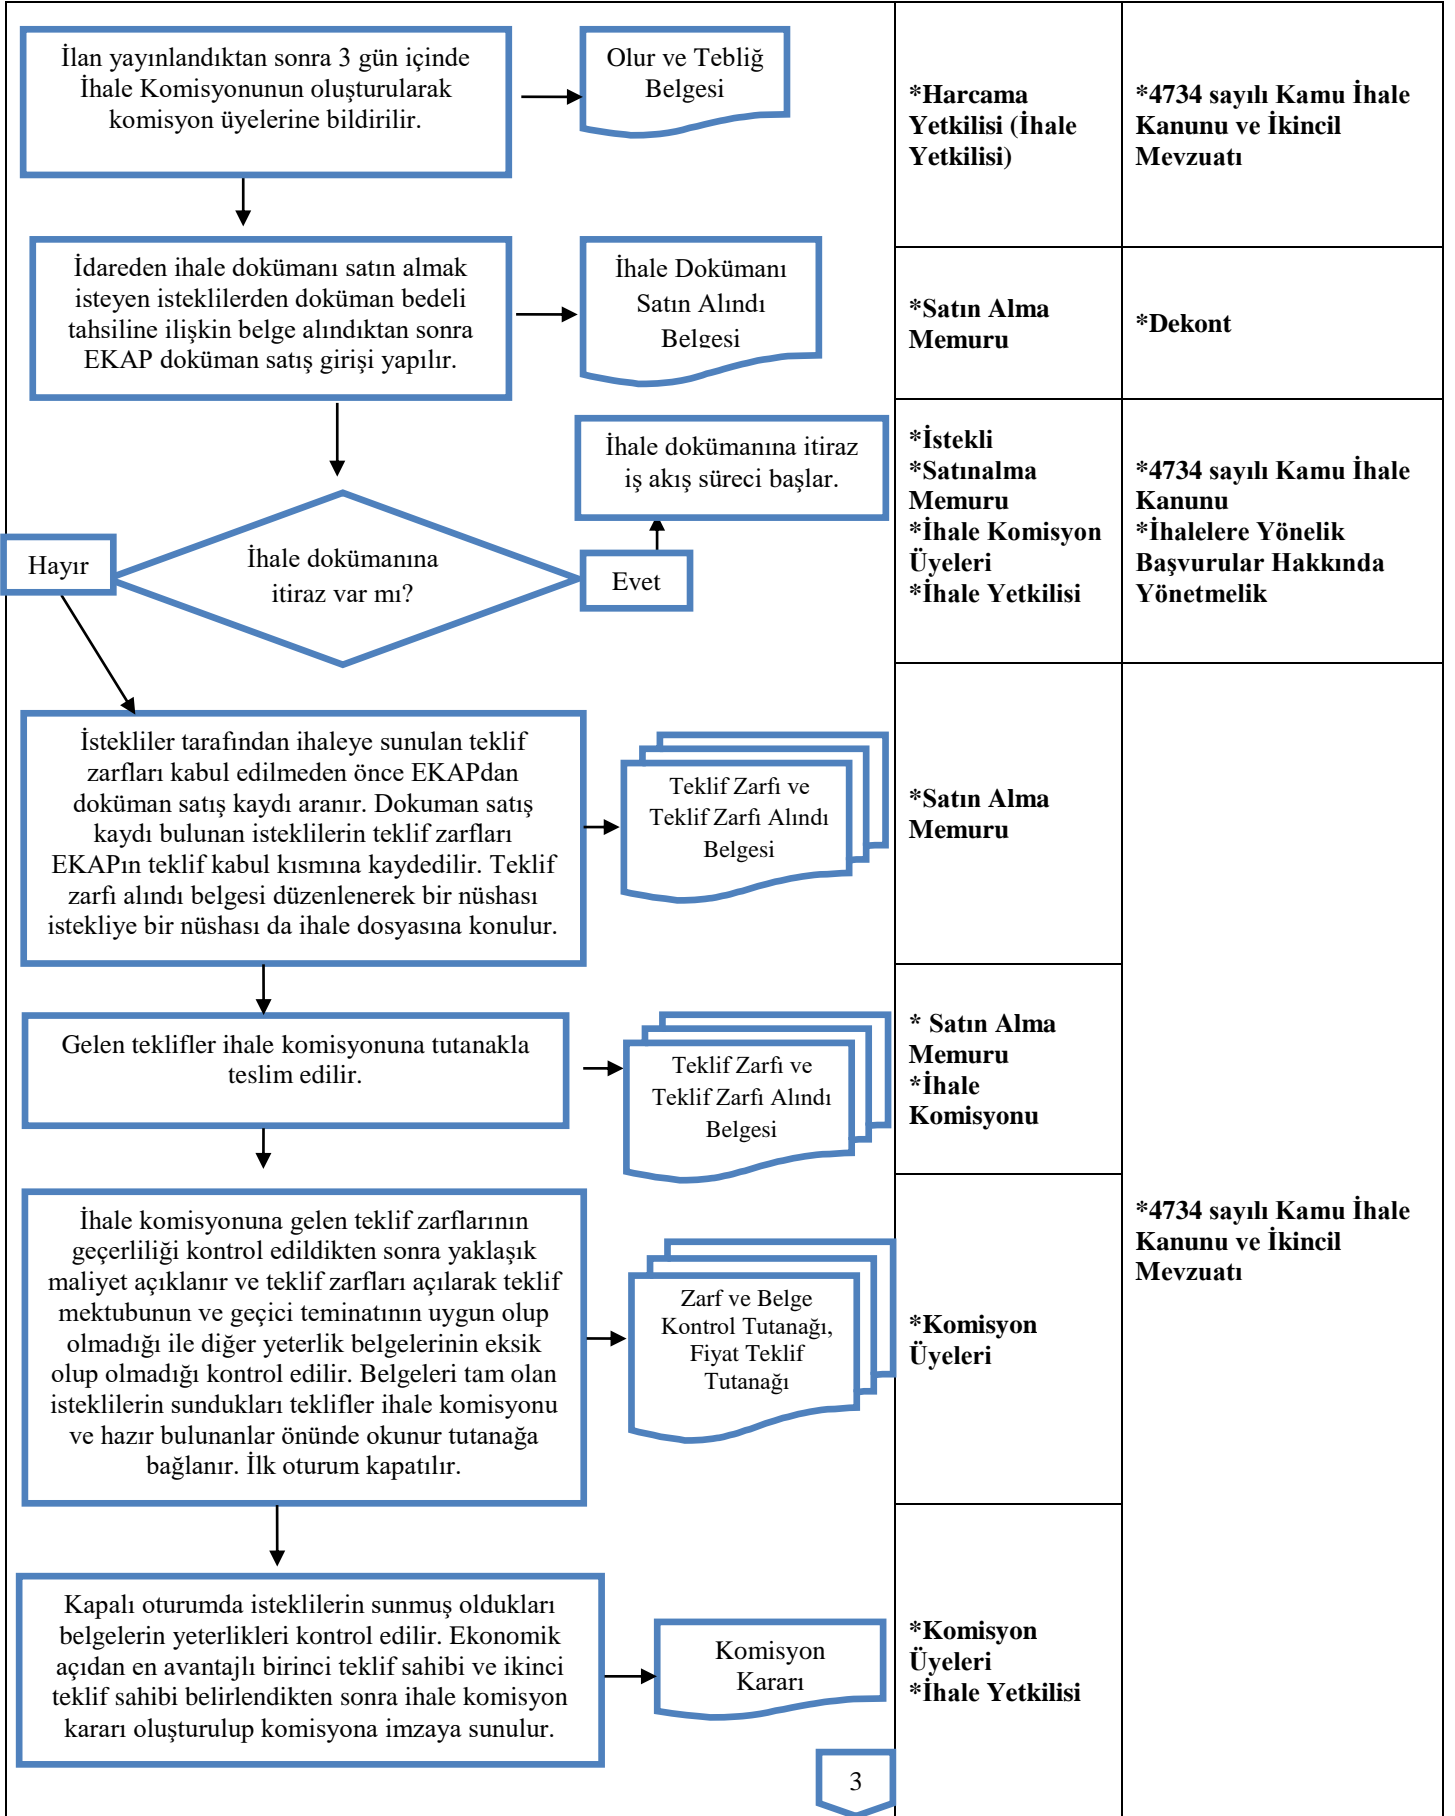 İlan yayınlandıktan sonra 3 gün içinde
İhale Komisyonunun oluşturularak
komisyon üyelerine bildirilir.
Olur ve Tebliğ
Belgesi
*Harcama
Yetkilisi (İhale
Yetkilisi)
*4734 sayılı Kamu İhale
Kanunu ve İkincil
Mevzuatı
İdareden ihale dokümanı satın almak
isteyen isteklilerden doküman bedeli
tahsiline ilişkin belge alındıktan sonra
EKAP doküman satış girişi yapılır.
İhale Dokümanı
Satın Alındı
Belgesi
*Satın Alma
Memuru
*Dekont
İhale dokümanına itiraz
iş akış süreci başlar.
Hayır
İhale dokümanına
itiraz var mı?
Evet
*İstekli
*Satınalma
Memuru
*İhale Komisyon
Üyeleri
*İhale Yetkilisi
*4734 sayılı Kamu İhale
Kanunu
*İhalelere Yönelik
Başvurular Hakkında
Yönetmelik
İstekliler tarafından ihaleye sunulan teklif
zarfları kabul edilmeden önce EKAPdan
doküman satış kaydı aranır. Dokuman satış
kaydı bulunan isteklilerin teklif zarfları
EKAPın teklif kabul kısmına kaydedilir. Teklif
zarfı alındı belgesi düzenlenerek bir nüshası
istekliye bir nüshası da ihale dosyasına konulur.
Teklif Zarfı ve
Teklif Zarfı Alındı
Belgesi
*Satın Alma
Memuru
Gelen teklifler ihale komisyonuna tutanakla
teslim edilir.
Teklif Zarfı ve
Teklif Zarfı Alındı
Belgesi
* Satın Alma
Memuru
*İhale
Komisyonu
İhale komisyonuna gelen teklif zarflarının
geçerliliği kontrol edildikten sonra yaklaşık
maliyet açıklanır ve teklif zarfları açılarak teklif
mektubunun ve geçici teminatının uygun olup
olmadığı ile diğer yeterlik belgelerinin eksik
olup olmadığı kontrol edilir. Belgeleri tam olan
isteklilerin sundukları teklifler ihale komisyonu
ve hazır bulunanlar önünde okunur tutanağa
bağlanır. İlk oturum kapatılır.
Zarf ve Belge
Kontrol Tutanağı,
Fiyat Teklif
Tutanağı
*Komisyon
Üyeleri
*4734 sayılı Kamu İhale
Kanunu ve İkincil
Mevzuatı
Kapalı oturumda isteklilerin sunmuş oldukları
belgelerin yeterlikleri kontrol edilir. Ekonomik
açıdan en avantajlı birinci teklif sahibi ve ikinci
teklif sahibi belirlendikten sonra ihale komisyon
kararı oluşturulup komisyona imzaya sunulur.
Komisyon
Kararı
*Komisyon
Üyeleri
*İhale Yetkilisi
3